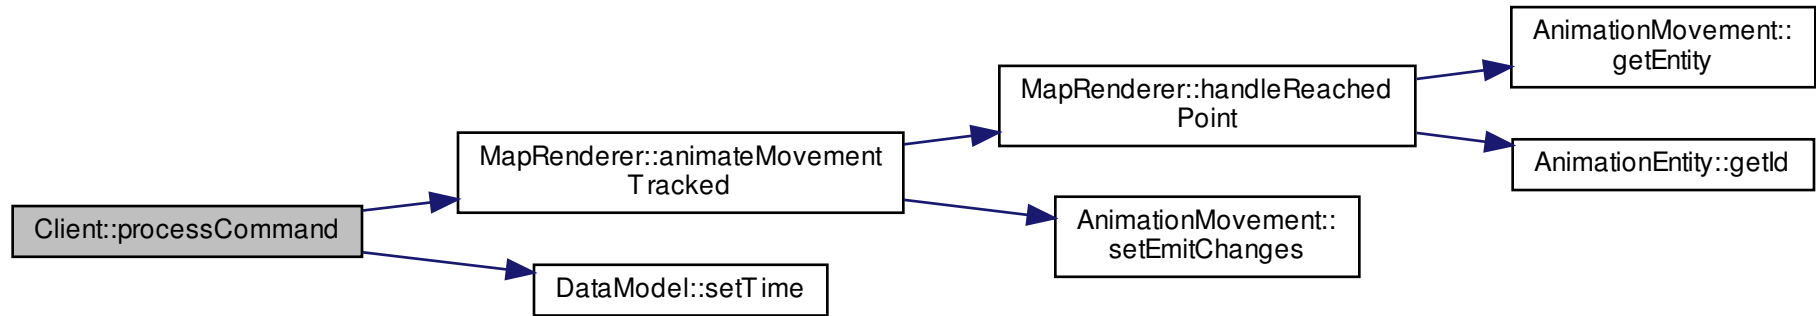 Client::processCommand
MapRenderer::animateMovement
Tracked
DataModel::setTime
MapRenderer::handleReached
Point
AnimationMovement::
setEmitChanges
AnimationMovement::
getEntity
AnimationEntity::getId